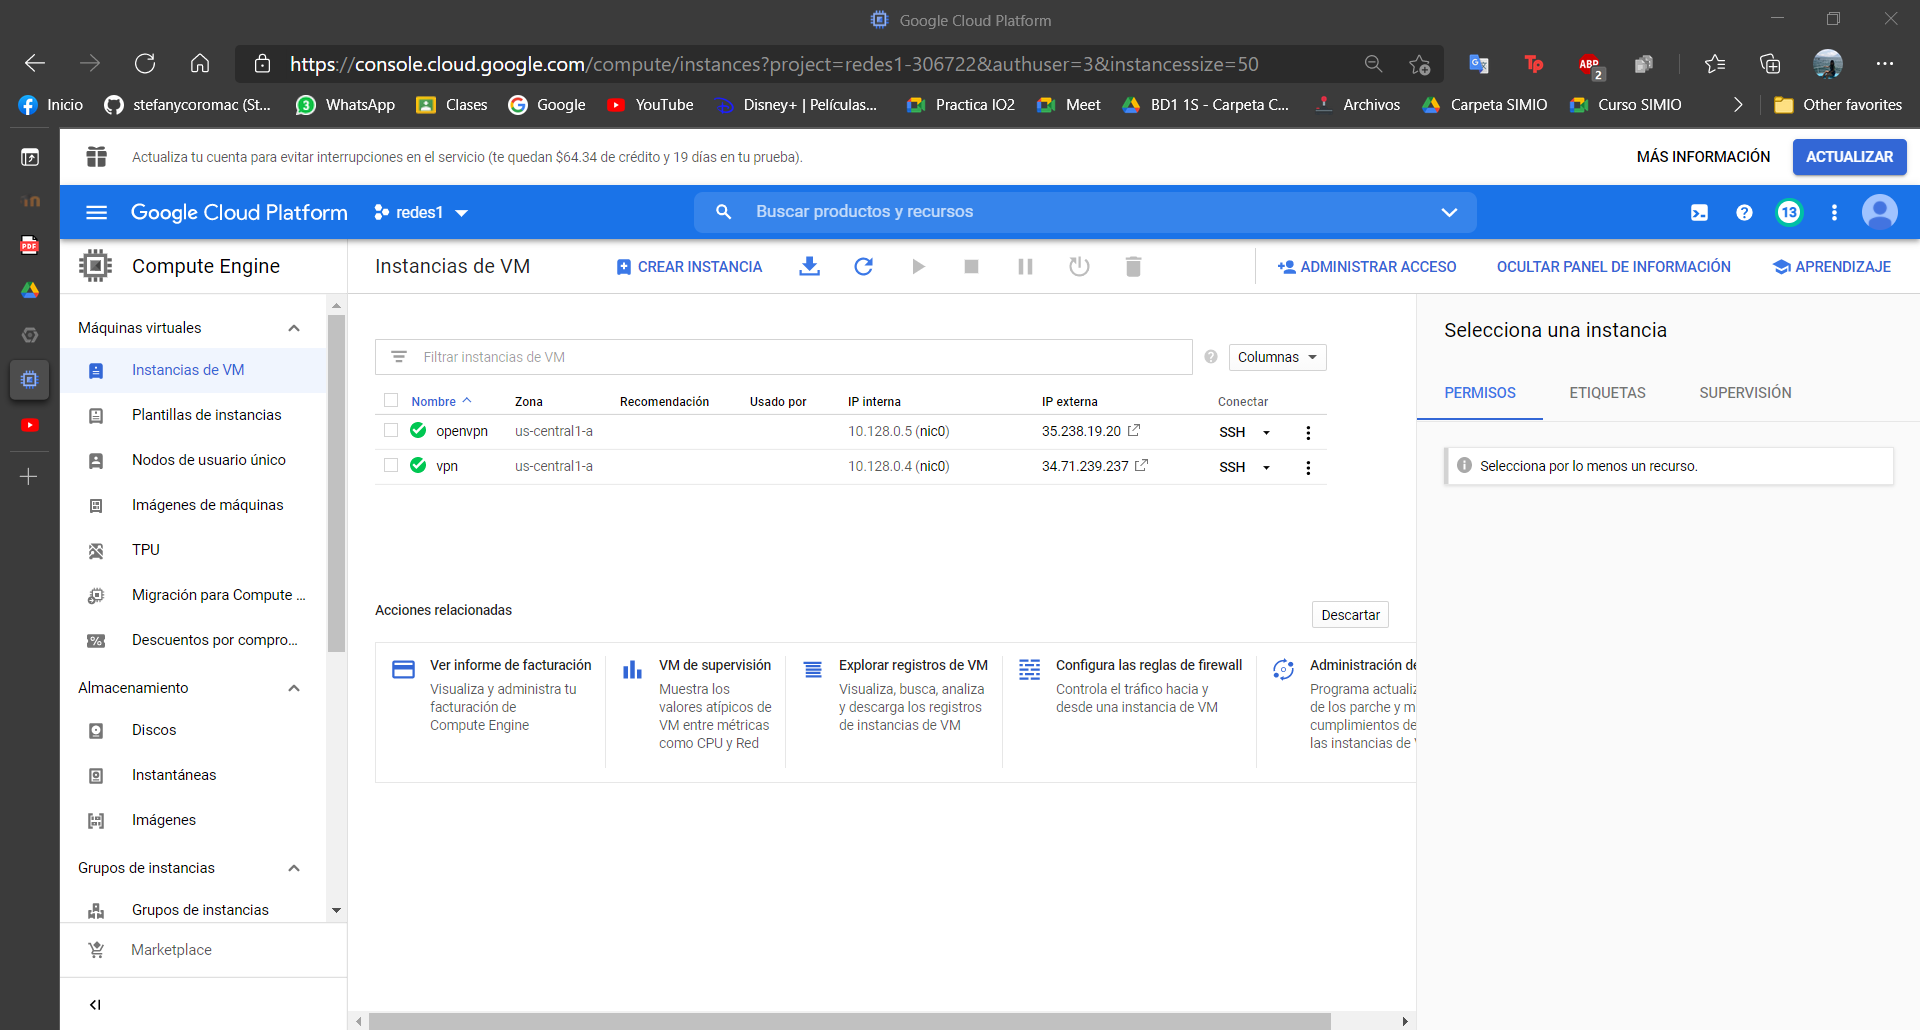 Google Cloud Platform
https://console.cloud.google.com/compute/instances?project=redes1-306722&authuser=3&instancessize=50
ABP
2
Inicio
stefanycoromac (St...
3
WhatsApp
Clases
Google
YouTube
Disney+ | Películas...
Practica IO2
Meet
BD1 1S - Carpeta C...
Archivos
Carpeta SIMIO
Curso SIMIO
Other favorites
PDF
Actualiza tu cuenta para evitar interrupciones en el servicio (te quedan $64.34 de crédito y 19 días en tu prueba).
MÁS INFORMACIÓN
ACTUALIZAR
Google Cloud Platform
redes1
Buscar productos y recursos
13
Compute Engine
Instancias de VM
CREAR INSTANCIA
ADMINISTRAR ACCESO
OCULTAR PANEL DE INFORMACIÓN
APRENDIZAJE
Máquinas virtuales
Instancias de VM
Plantillas de instancias
Nodos de usuario único
Imágenes de máquinas
TPU
Migración para Compute ...
Descuentos por compro...
Almacenamiento
Discos
Instantáneas
Imágenes
Grupos de instancias
Grupos de instancias
Marketplace
Filtrar instancias de VM
Columnas
Nombre Zona Recomendación Usado por IP interna IP externa Conectar
openvpn us-central1-a 10.128.0.5 (nic0) 35.238.19.20 SSH
vpn us-central1-a 10.128.0.4 (nic0) 34.71.239.237 SSH
Acciones relacionadas
Descartar
Ver informe de facturación
Visualiza y administra tu
facturación de
Compute Engine
VM de supervisión
Muestra los
valores atípicos de
VM entre métricas
como CPU y Red
Explorar registros de VM
Visualiza, busca, analiza
y descarga los registros
de instancias de VM
Configura las reglas de firewall
Controla el tráfico hacia y
desde una instancia de VM
Administración de
Programa actualiz
de los parche y m
cumplimientos de
las instancias de
Selecciona una instancia
PERMISOS
ETIQUETAS
SUPERVISIÓN
Selecciona por lo menos un recurso.